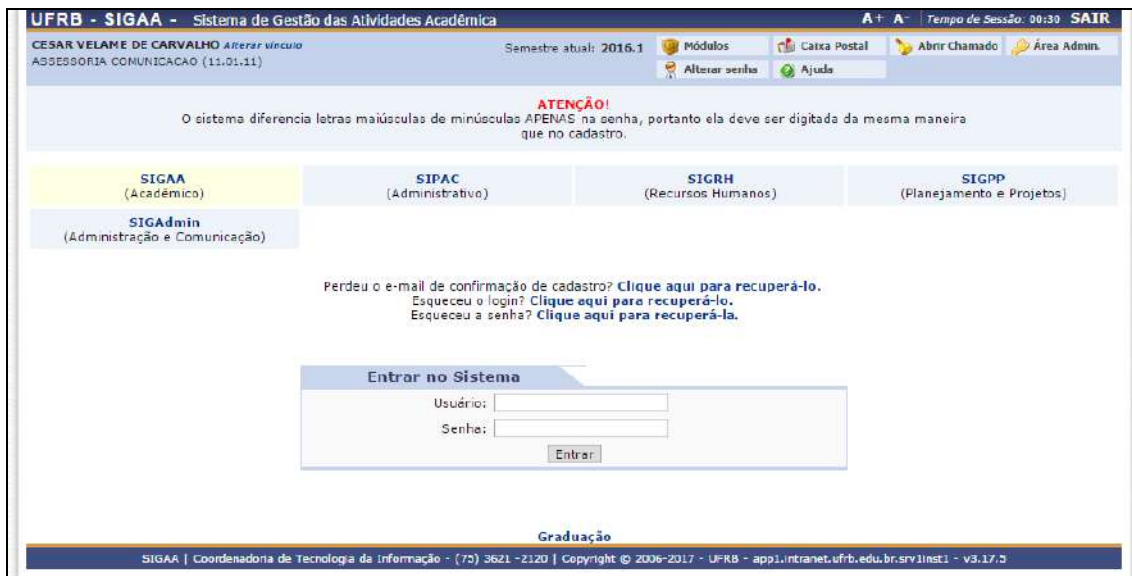 UFRB - SIGAA - Sistema de Gestão das Atividades Acadêmica A+ A- Tempo de Sessão: 00:30 SAIR
CESAR VELAME DE CARVALHO Alterar vínculo Semestre atual: 2016.1 Módulos Caixa Postal Abrir Chamado Área Admin.
ASSESSORIA COMUNICACAO (11.01.11) Alterar senha Ajuda
ATENÇÃO!
O sistema diferencia letras maiúsculas de minúsculas APENAS na senha, portanto ela deve ser digitada da mesma maneira
que no cadastro.
SIGAA SIPAC SIGRH SIGPP
(Acadêmico) (Administrativo) (Recursos Humanos) (Planejamento e Projetos)
SIGAdmin
(Administração e Comunicação)
Perdeu o e-mail de confirmação de cadastro? Clique aqui para recuperá-lo.
Esqueceu o login? Clique aqui para recuperá-lo.
Esqueceu a senha? Clique aqui para recuperá-la.
Entrar no Sistema
Usuário:
Senha:
Entrar
Graduação
SIGAA | Coordenadoria de Tecnologia da Informação - (75) 3621 -2120 | Copyright © 2006-2017 - UFRB - app1.intranet.ufrb.edu.br.srv1inst1 - v3.17.5